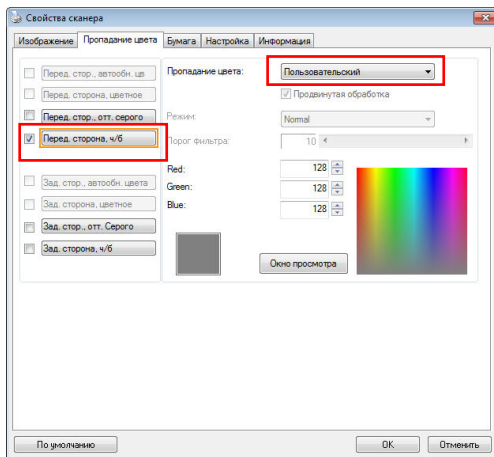 Свойства сканера
Изображение Пропадание цвета Бумага Настройка Информация
Перед. стор., автообн. цв
Перед. сторона, цветное
Перед. стор., отт. серого
Перед. сторона, ч/б
Зад. стор., автообн. цвета
Зад. сторона, цветное
Зад. стор., отт. Серого
Зад. сторона, ч/б
Пропадание цвета: Пользовательский
Продвинутая обработка
Режим: Normal
Порог фильтра: 10
Red: 128
Green: 128
Blue: 128
Окно просмотра
По умолчанию OK Отменить